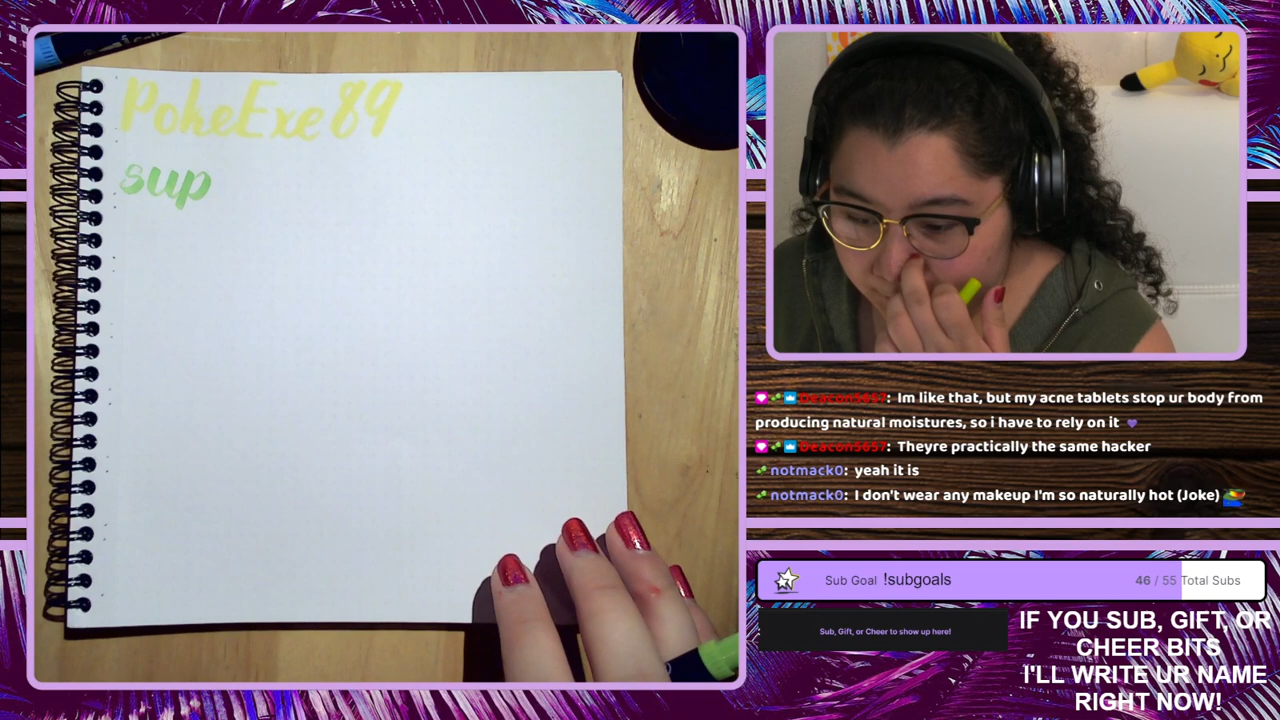 PokeExe89
sup
Deacon5657: Im like that, but my acne tablets stop ur body from
producing natural moistures, so i have to rely on it
Deacon5657: Theyre practically the same hacker
notmack0: yeah it is
notmack0: I don't wear any makeup I'm so naturally hot (Joke)
Sub Goal !subgoals 46 / 55 Total Subs
Sub, Gift, or Cheer to show up here!
IF YOU SUB, GIFT, OR
CHEER BITS
I'LL WRITE UR NAME
RIGHT NOW!